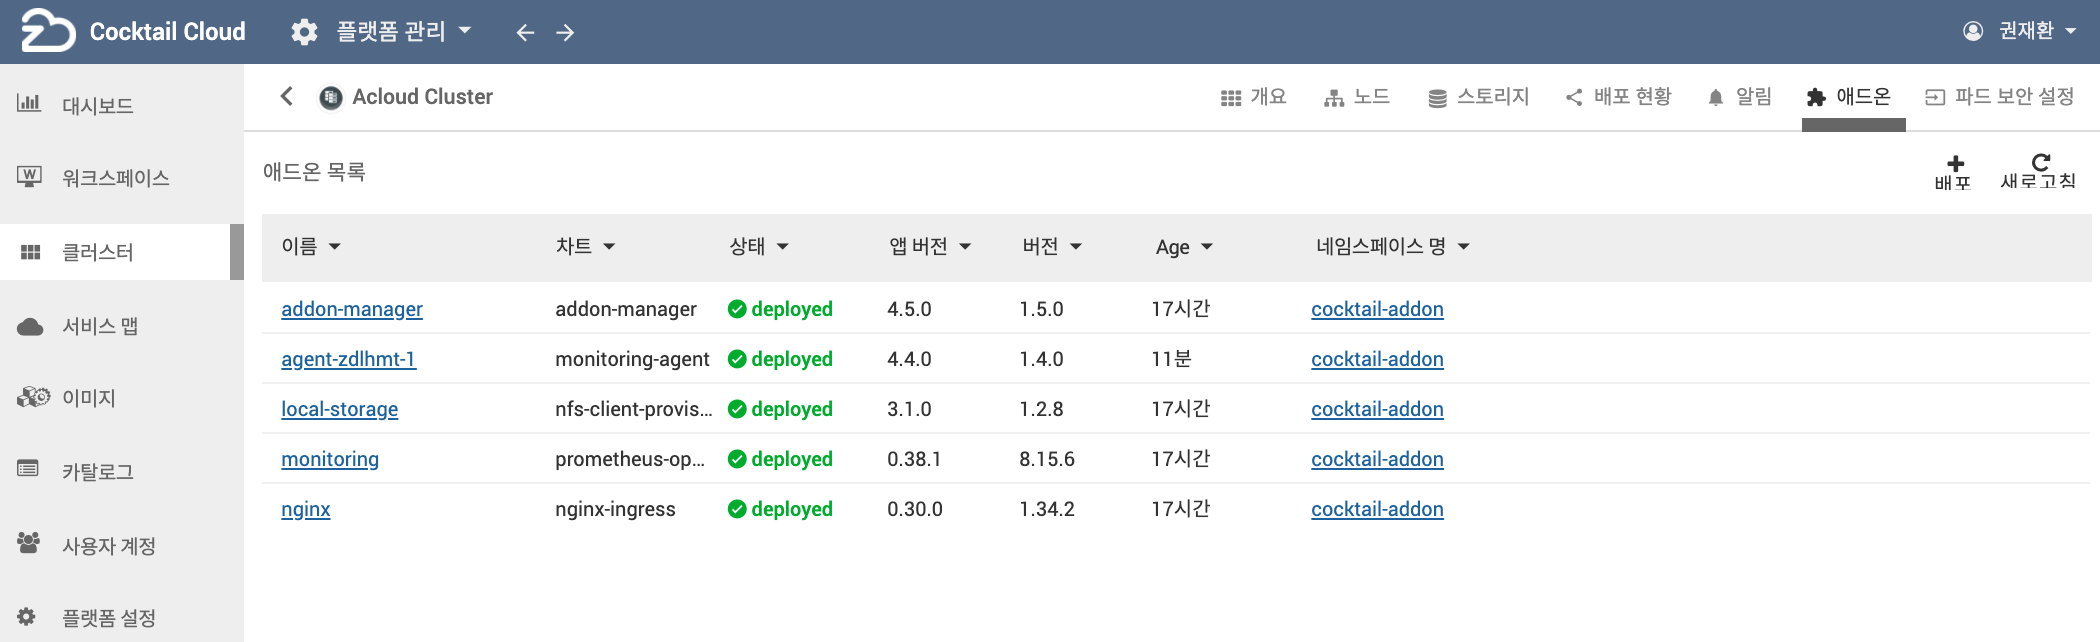 Cocktail Cloud 플랫폼 관리 권재환
Acloud Cluster 개요 노드 스토리지 배포 현황 알림 애드온 파드 보안 설정
대시보드
워크스페이스
클러스터
서비스 맵
이미지
카탈로그
사용자 계정
플랫폼 설정
애드온 목록 배포 새로고침
이름 차트 상태 앱 버전 버전 Age 네임스페이스 명
addon-manager addon-manager deployed 4.5.0 1.5.0 17시간 cocktail-addon
agent-zdlhmt-1 monitoring-agent deployed 4.4.0 1.4.0 11분 cocktail-addon
local-storage nfs-client-provis... deployed 3.1.0 1.2.8 17시간 cocktail-addon
monitoring prometheus-op... deployed 0.38.1 8.15.6 17시간 cocktail-addon
nginx nginx-ingress deployed 0.30.0 1.34.2 17시간 cocktail-addon